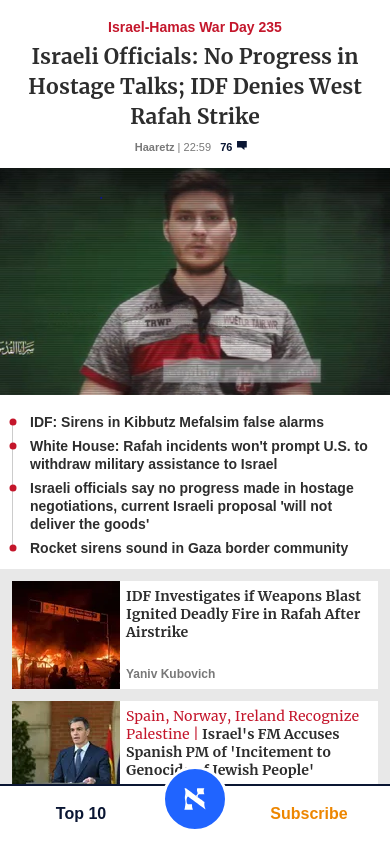 Israel-Hamas War Day 235
Israeli Officials: No Progress in
Hostage Talks; IDF Denies West
Rafah Strike
Haaretz | 22:59 76
TRWP
IDF: Sirens in Kibbutz Mefalsim false alarms
White House: Rafah incidents won't prompt U.S. to
withdraw military assistance to Israel
Israeli officials say no progress made in hostage
negotiations, current Israeli proposal 'will not
deliver the goods'
Rocket sirens sound in Gaza border community
IDF Investigates if Weapons Blast
Ignited Deadly Fire in Rafah After
Airstrike
Yaniv Kubovich
Spain, Norway, Ireland Recognize
Palestine | Israel's FM Accuses
Spanish PM of 'Incitement to
Jewish People'
Top 10
Subscribe